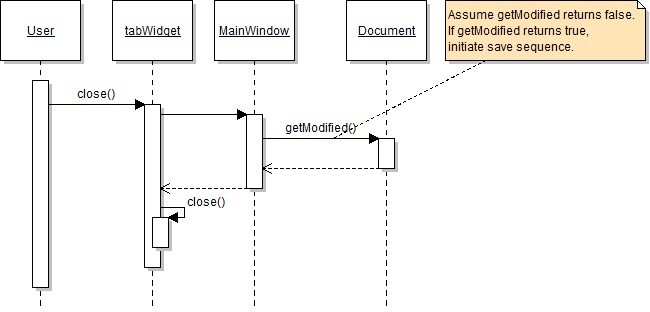 User
tabWidget
MainWindow
Document
Assume getModified returns false.
If getModified returns true,
initiate save sequence.
close()
getModified()
close()